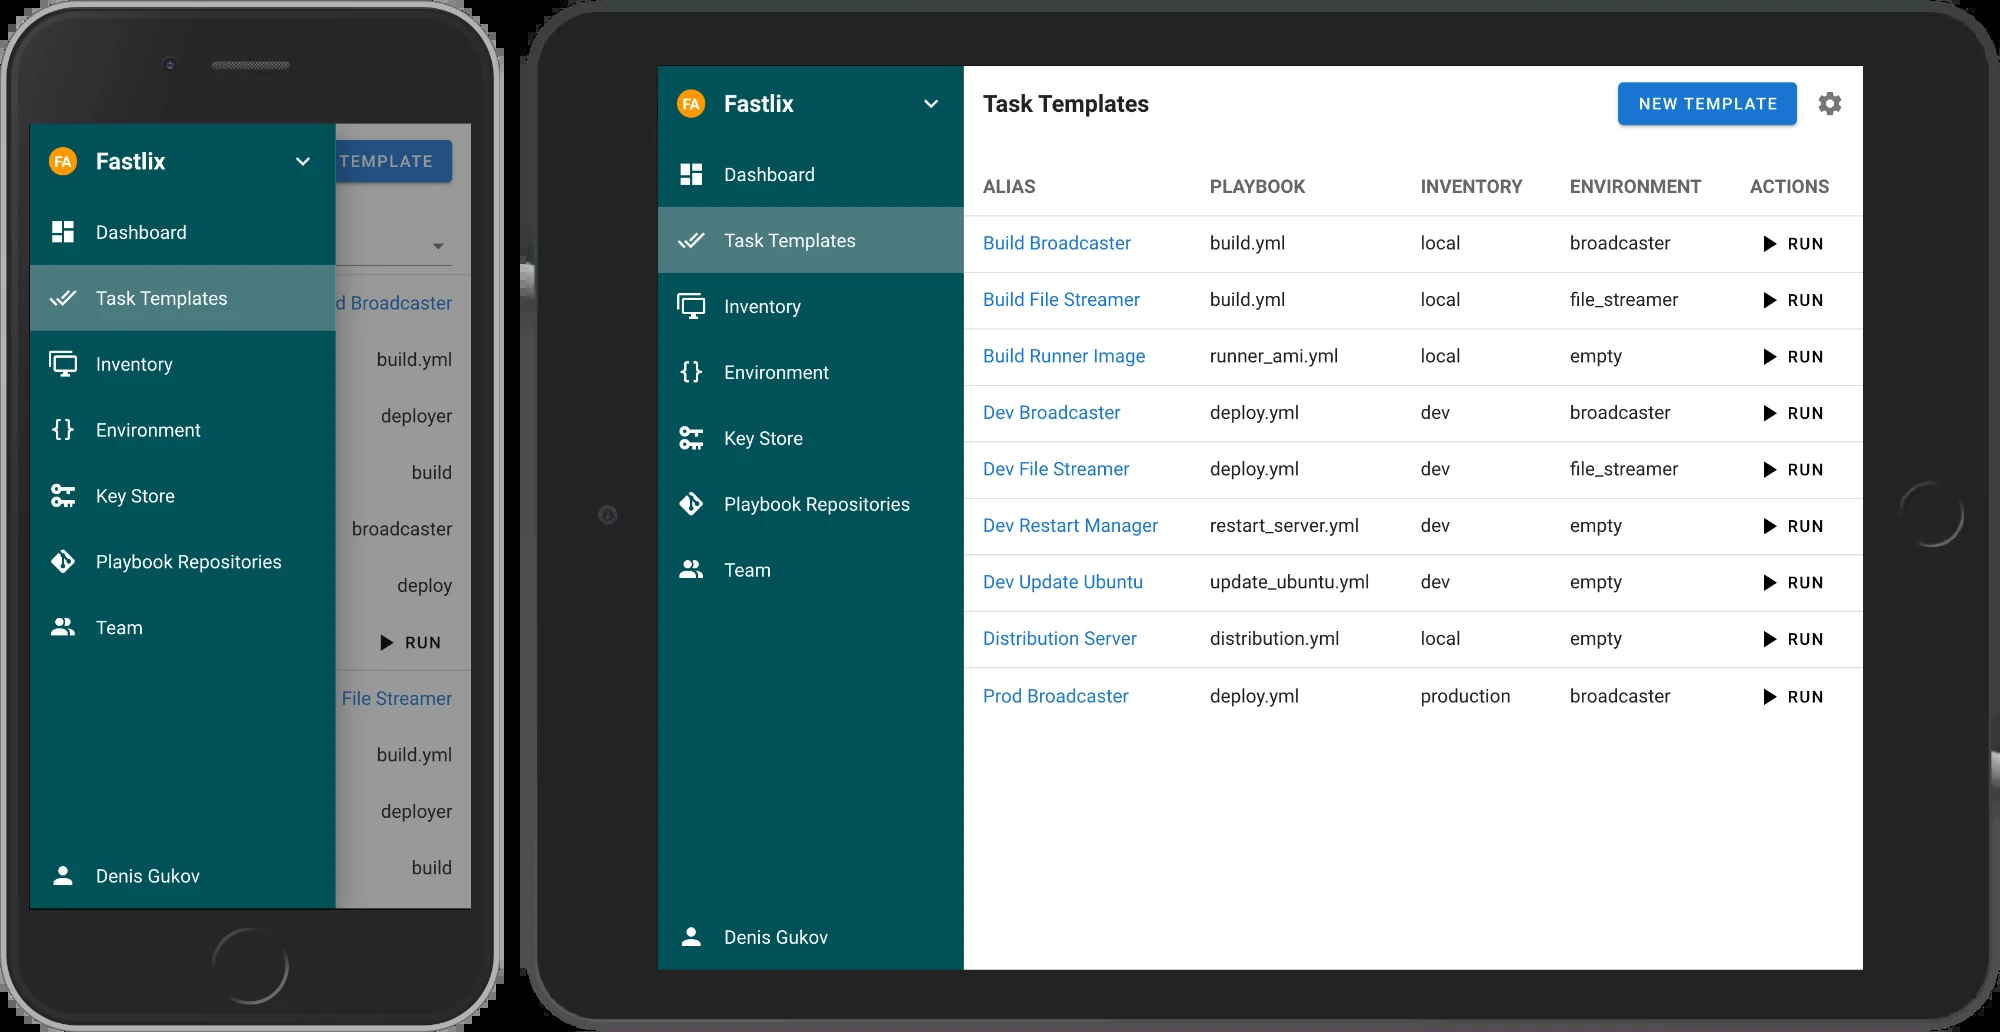 FA Fastlix
TEMPLATE
Dashboard
Task Templates
d Broadcaster
Inventory
build.yml
deployer
Environment
build
Key Store
broadcaster
Playbook Repositories
deploy
Team
RUN
File Streamer
build.yml
deployer
build
Denis Gukov
FA Fastlix
Dashboard
Task Templates
Inventory
Environment
Key Store
Playbook Repositories
Team
Denis Gukov
Task Templates
NEW TEMPLATE
ALIAS PLAYBOOK INVENTORY ENVIRONMENT ACTIONS
Build Broadcaster build.yml local broadcaster RUN
Build File Streamer build.yml local file_streamer RUN
Build Runner Image runner_ami.yml local empty RUN
Dev Broadcaster deploy.yml dev broadcaster RUN
Dev File Streamer deploy.yml dev file_streamer RUN
Dev Restart Manager restart_server.yml dev empty RUN
Dev Update Ubuntu update_ubuntu.yml dev empty RUN
Distribution Server distribution.yml local empty RUN
Prod Broadcaster deploy.yml production broadcaster RUN